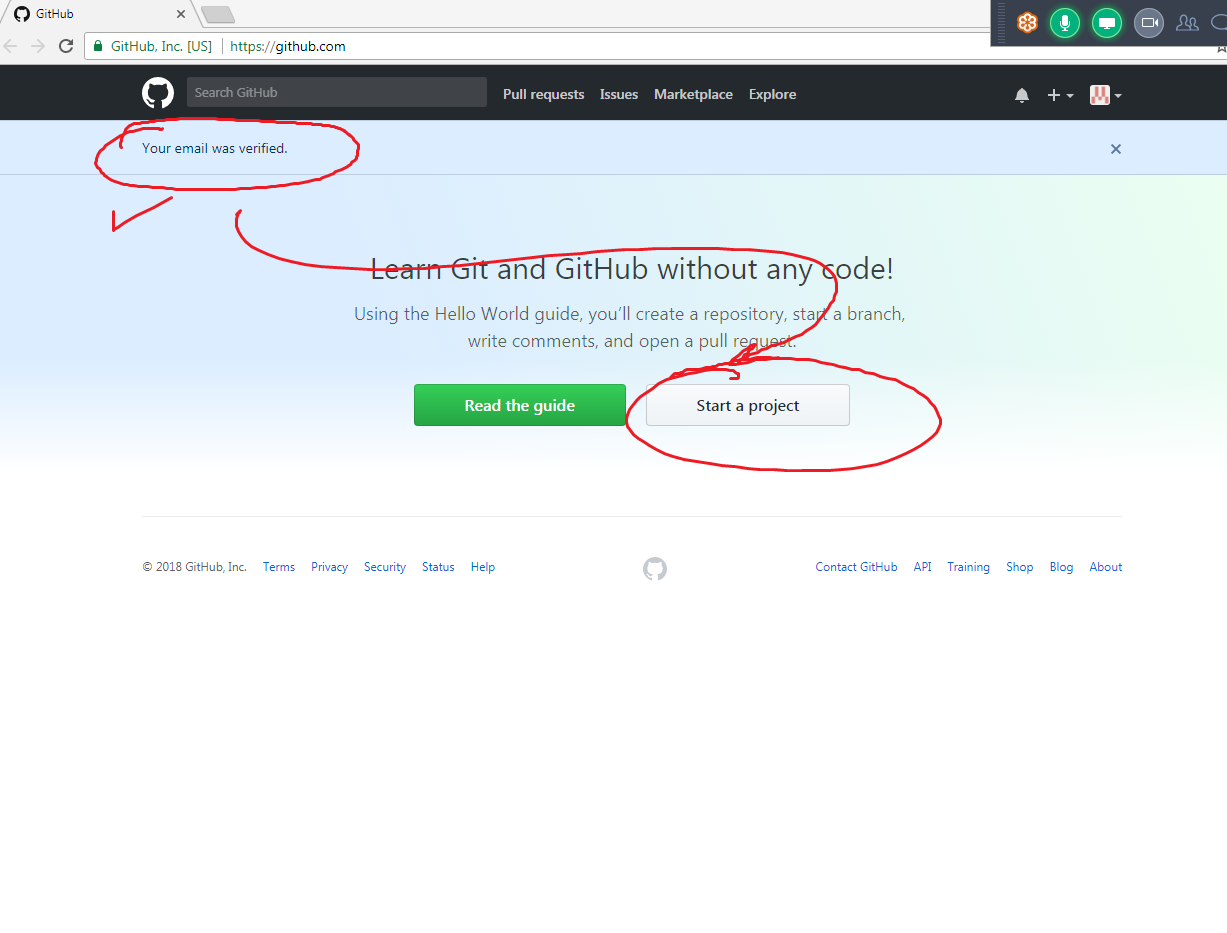 GitHub
GitHub, Inc. [US] https://github.com
Search GitHub Pull requests Issues Marketplace Explore
Your email was verified.
Learn Git and GitHub without any code!
Using the Hello World guide, you’ll create a repository, start a branch,
write comments, and open a pull request.
Read the guide Start a project
© 2018 GitHub, Inc. Terms Privacy Security Status Help Contact GitHub API Training Shop Blog About